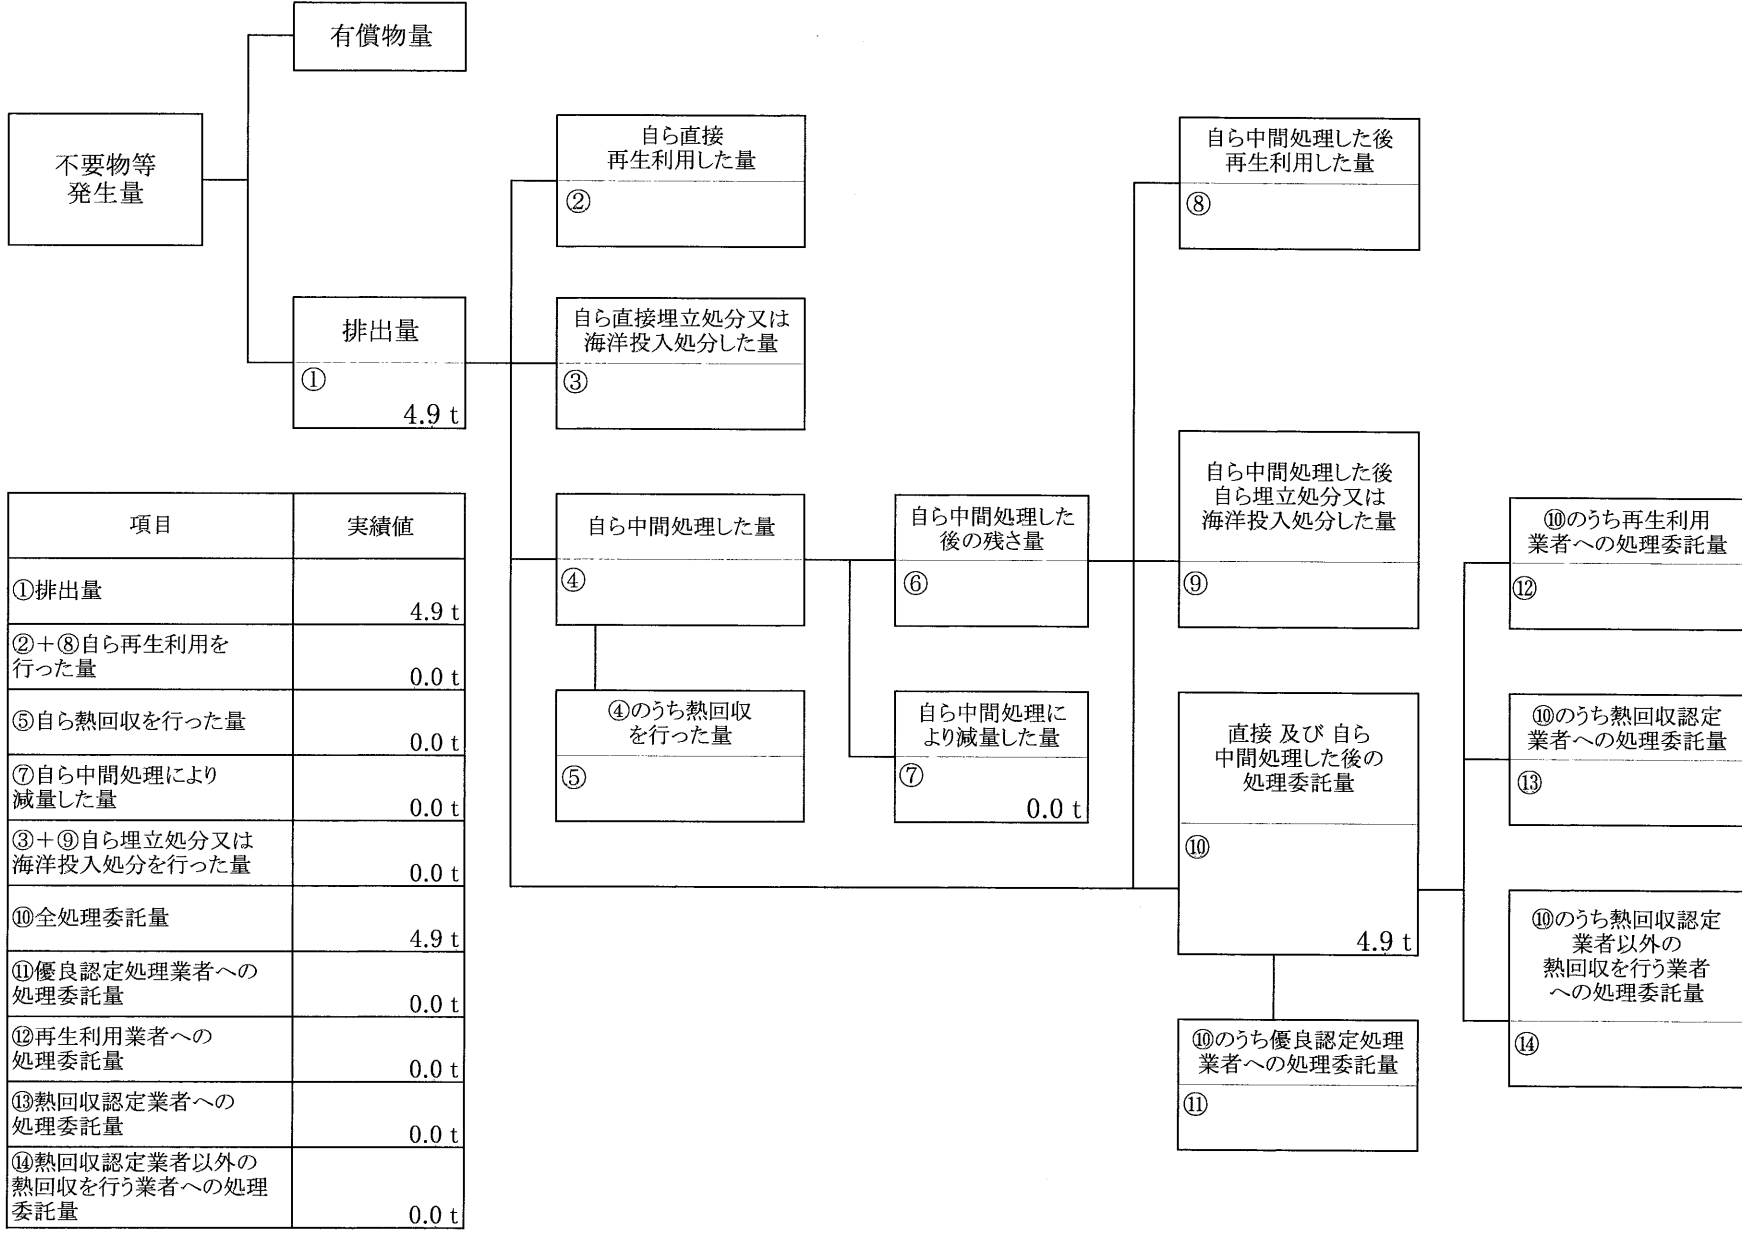 有償物量
不要物等
発生量
排出量
①
4.9 t
自ら直接
再生利用した量
②
自ら直接埋立処分又は
海洋投入処分した量
③
自ら中間処理した量
④
④のうち熱回収
を行った量
⑤
自ら中間処理した
後の残さ量
⑥
自ら中間処理に
より減量した量
⑦
0.0 t
自ら中間処理した後
再生利用した量
⑧
自ら中間処理した後
自ら埋立処分又は
海洋投入処分した量
⑨
直接 及び 自ら
中間処理した後の
処理委託量
⑩
4.9 t
⑩のうち優良認定処理
業者への処理委託量
⑪
⑩のうち再生利用
業者への処理委託量
⑫
⑩のうち熱回収認定
業者への処理委託量
⑬
⑩のうち熱回収認定
業者以外の
熱回収を行う業者
への処理委託量
⑭
項目 実績値
①排出量
4.9 t
②＋⑧自ら再生利用を
行った量
0.0 t
⑤自ら熱回収を行った量
0.0 t
⑦自ら中間処理により
減量した量
0.0 t
③＋⑨自ら埋立処分又は
海洋投入処分を行った量
0.0 t
⑩全処理委託量
4.9 t
⑪優良認定処理業者への
処理委託量
0.0 t
⑫再生利用業者への
処理委託量
0.0 t
⑬熱回収認定業者への
処理委託量
0.0 t
⑭熱回収認定業者以外の
熱回収を行う業者への処理
委託量
0.0 t